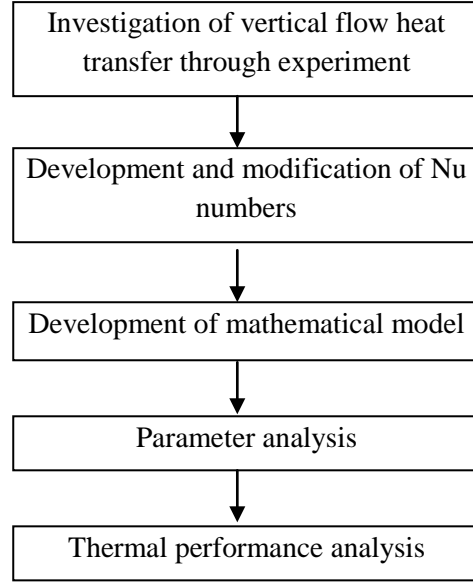 Investigation of vertical flow heat
transfer through experiment
Development and modification of Nu
numbers
Development of mathematical model
Parameter analysis
Thermal performance analysis